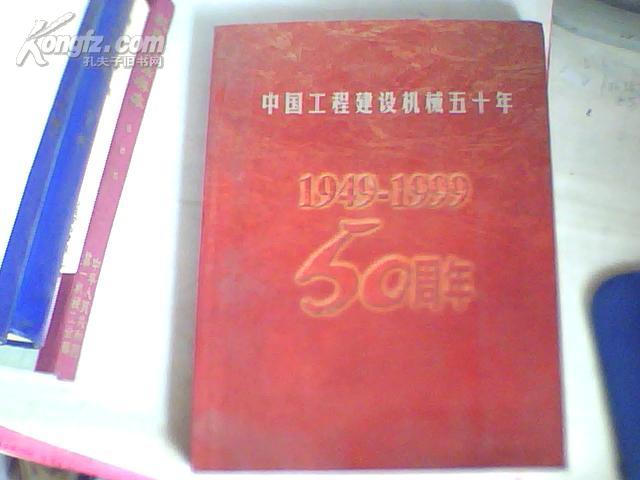 Kongfz.com
孔夫子旧书网
中国工程建设机械五十年
1949-1999
50周年